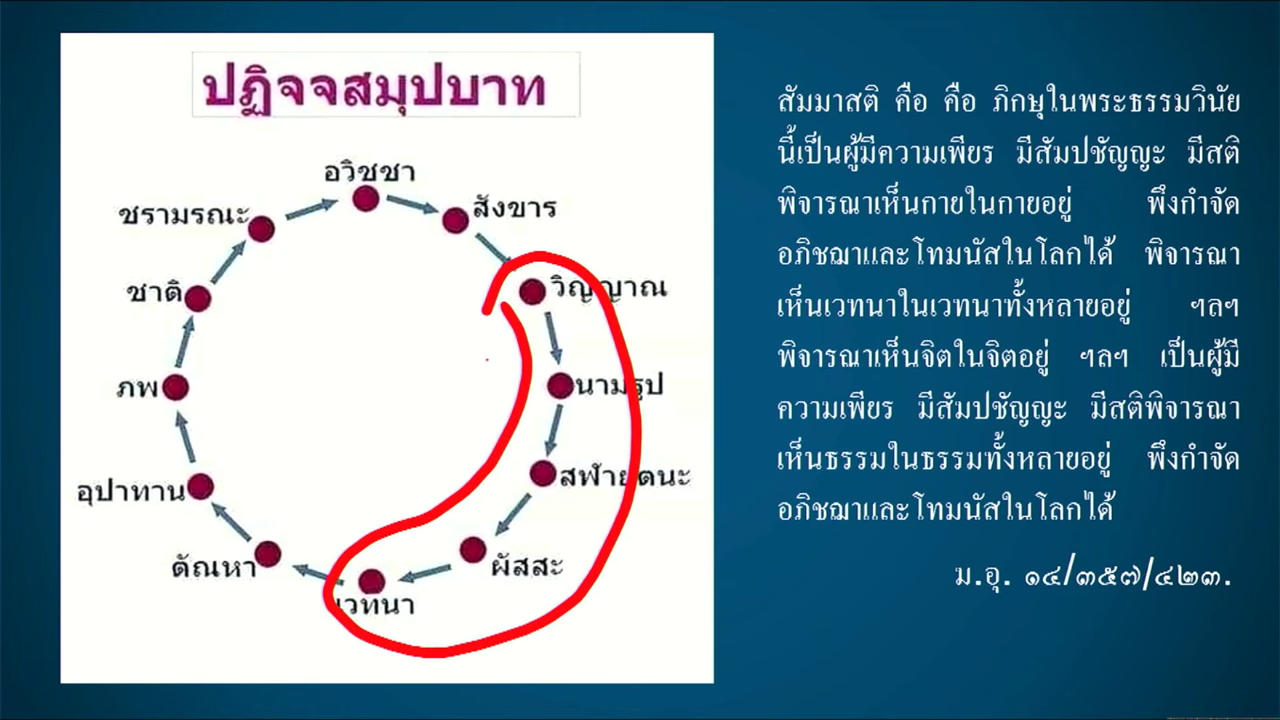 ปฏิจจสมุปบาท
อวิชชา
สังขาร
วิญญาณ
นามรูป
สฬายตนะ
ผัสสะ
เวทนา
ตัณหา
อุปาทาน
ภพ
ชาติ
ชรามรณะ
สัมมาสติ คือ คือ ภิกษุในพระธรรมวินัย
นี้เป็นผู้มีความเพียร มีสัมปชัญญะ มีสติ
พิจารณาเห็นกายในกายอยู่ พึงกำจัด
อภิชฌาและโทมนัสในโลกได้ พิจารณา
เห็นเวทนาในเวทนาทั้งหลายอยู่ ฯลฯ
พิจารณาเห็นจิตในจิตอยู่ ฯลฯ เป็นผู้มี
ความเพียร มีสัมปชัญญะ มีสติพิจารณา
เห็นธรรมในธรรมทั้งหลายอยู่ พึงกำจัด
อภิชฌาและโทมนัสในโลกได้
ม.อุ. ๑๔/๓๕๗/๔๒๓.